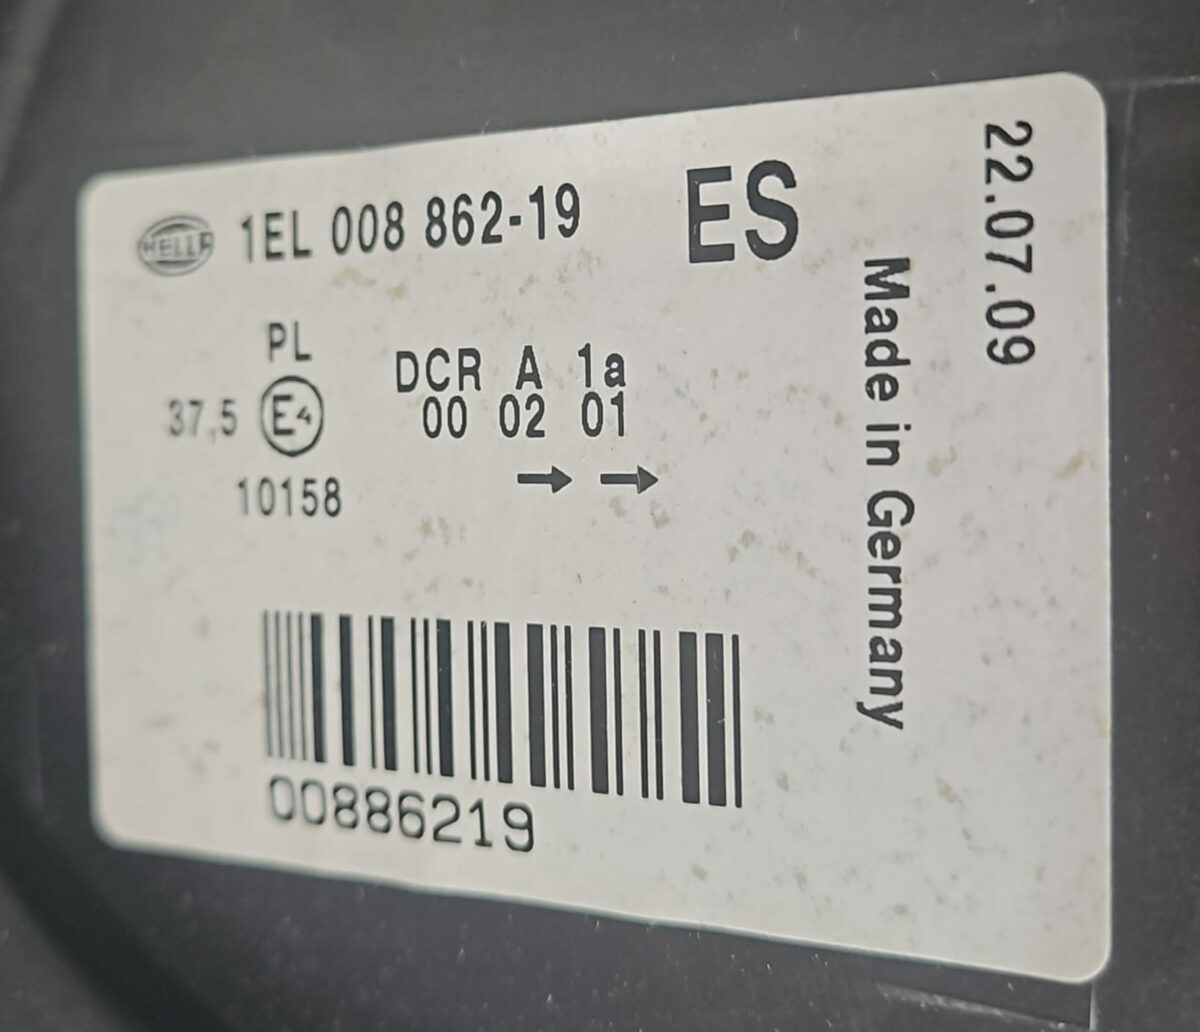 HELLA 1EL 008 862-19 ES
PL
37,5 E4
10158
DCR A 1a
00 02 01
→ →
00886219
Made in Germany
22.07.09